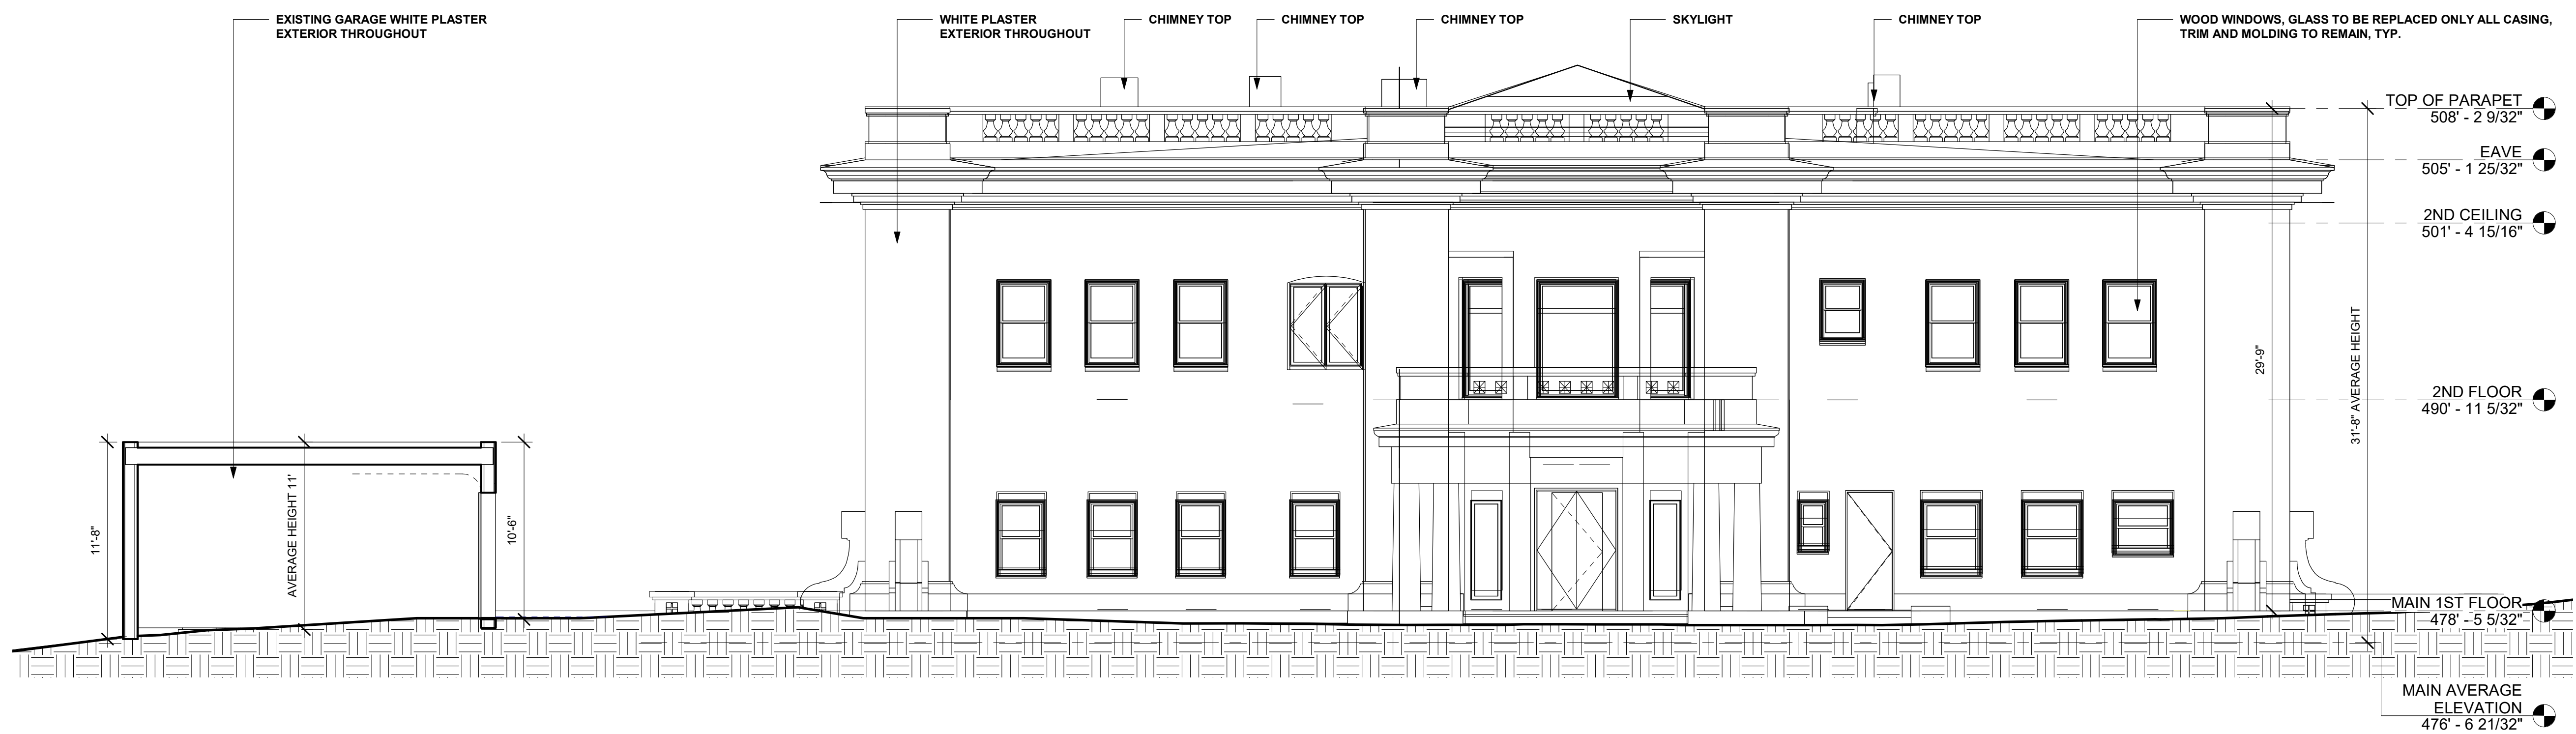 EXISTING GARAGE WHITE PLASTER
EXTERIOR THROUGHOUT
WHITE PLASTER
EXTERIOR THROUGHOUT
CHIMNEY TOP
CHIMNEY TOP
CHIMNEY TOP
SKYLIGHT
CHIMNEY TOP
WOOD WINDOWS, GLASS TO BE REPLACED ONLY ALL CASING,
TRIM AND MOLDING TO REMAIN, TYP.
TOP OF PARAPET
508' - 2 9/32"
EAVE
505' - 1 25/32"
2ND CEILING
501' - 4 15/16"
29'-9"
31'-8" AVERAGE HEIGHT
2ND FLOOR
490' - 11 5/32"
11'-8"
AVERAGE HEIGHT 11'
10'-6"
MAIN 1ST FLOOR
478' - 5 5/32"
MAIN AVERAGE
ELEVATION
476' - 6 21/32"